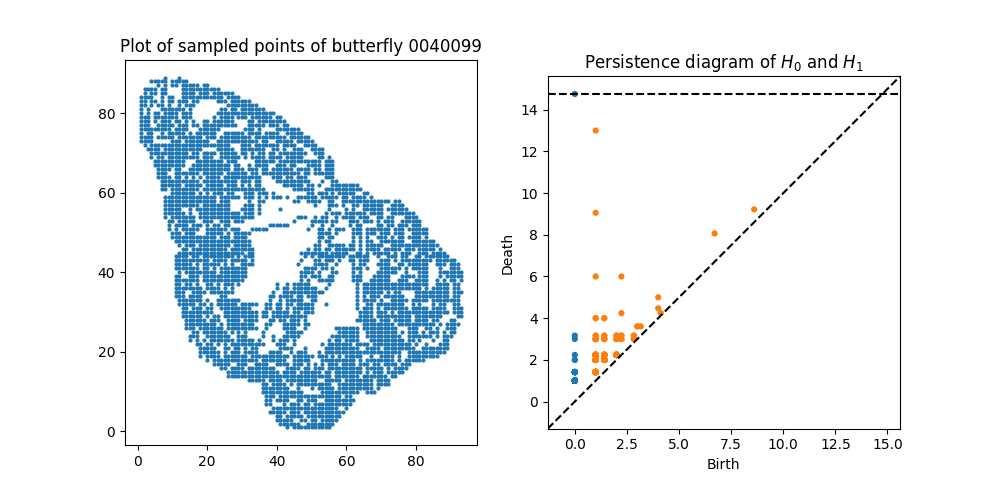 Plot of sampled points of butterfly 0040099
80
60
40
20
0
0 20 40 60 80
Persistence diagram of $H_0$ and $H_1$
14
12
10
8
6
4
2
0
Death
0.0 2.5 5.0 7.5 10.0 12.5 15.0
Birth